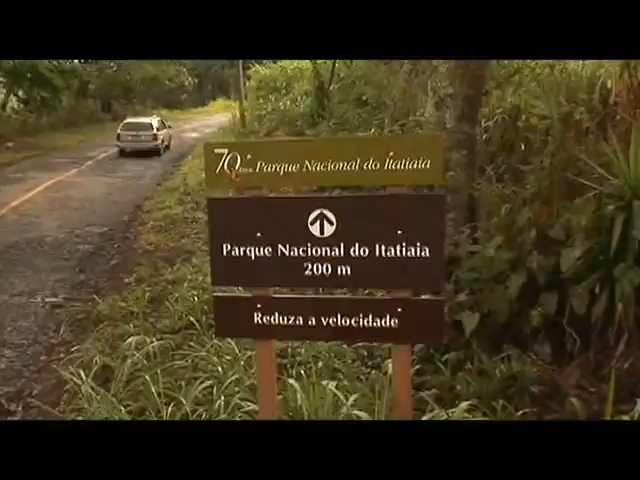 70 Anos Parque Nacional do Itatiaia
Parque Nacional do Itatiaia
200 m
Reduza a velocidade